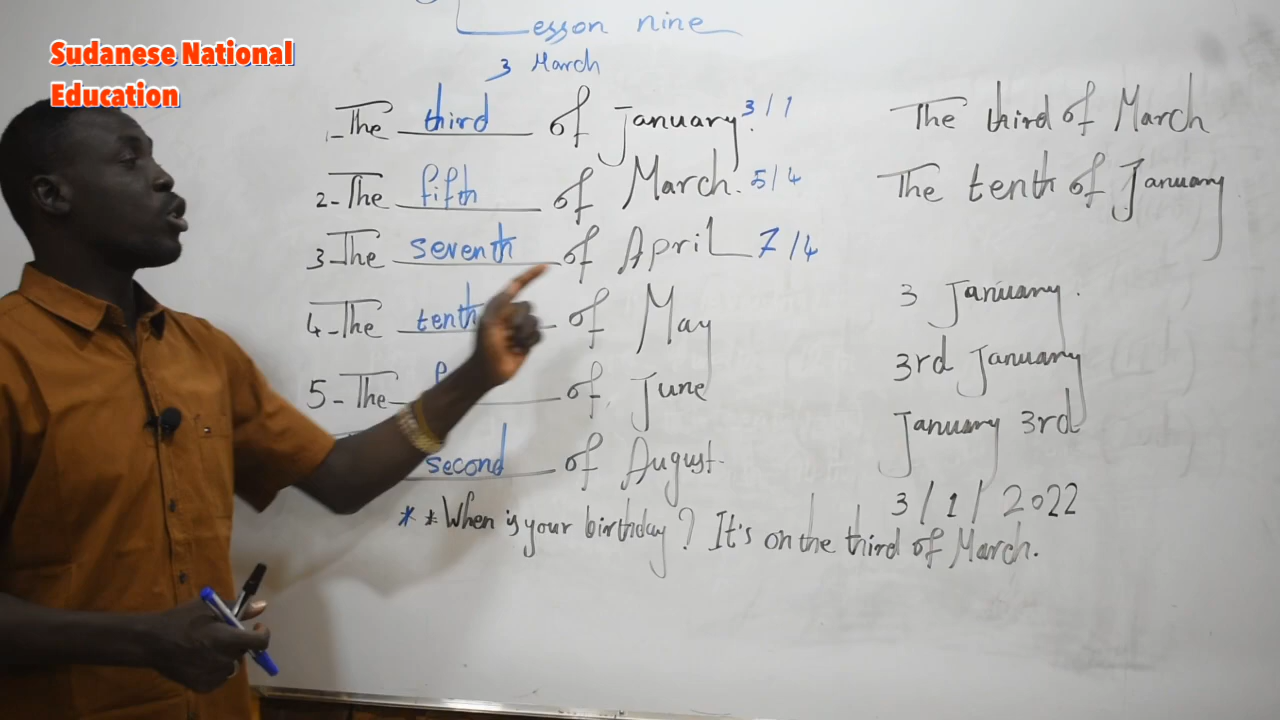 Sudanese National
Education
Lesson nine
3 March
1-The third of January. 3/1
2-The fifth of March. 5/4
3-The seventh of April 7/4
4-The tenth of May
5-The of June
second of August.
** When is your birthday? It's on the third of March.
The third of March
The tenth of January
3 January.
3rd January
January 3rd
3/1/2022